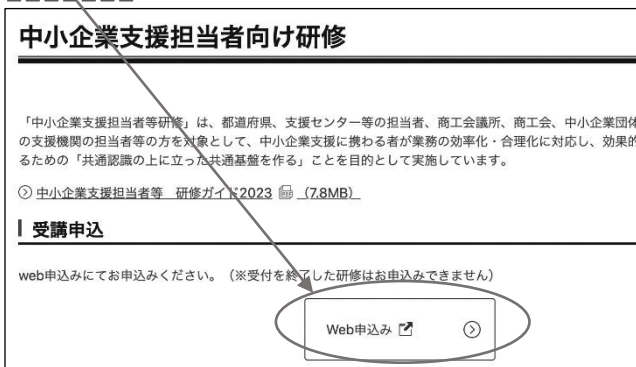 中小企業支援担当者向け研修
「中小企業支援担当者等研修」は、都道府県、支援センター等の担当者、商工会議所、商工会、中小企業団体
の支援機関の担当者等の方を対象として、中小企業支援に携わる者が業務の効率化・合理化に対応し、効果的
るための「共通認識の上に立った共通基盤を作る」ことを目的として実施しています。
中小企業支援担当者等 研修ガイド2023 (7.8MB)
受講申込
web申込みにてお申込みください。(※受付を終了した研修はお申込みできません)
Web申込み